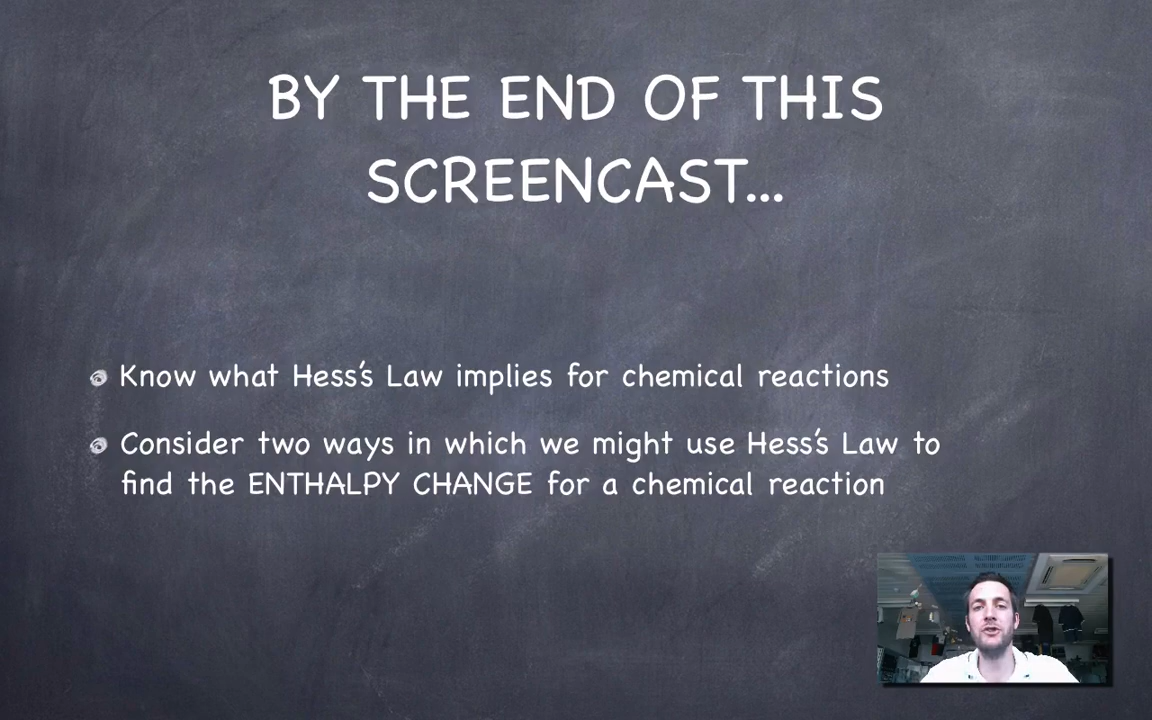 BY THE END OF THIS
SCREENCAST...
Know what Hess's Law implies for chemical reactions
Consider two ways in which we might use Hess's Law to
find the ENTHALPY CHANGE for a chemical reaction